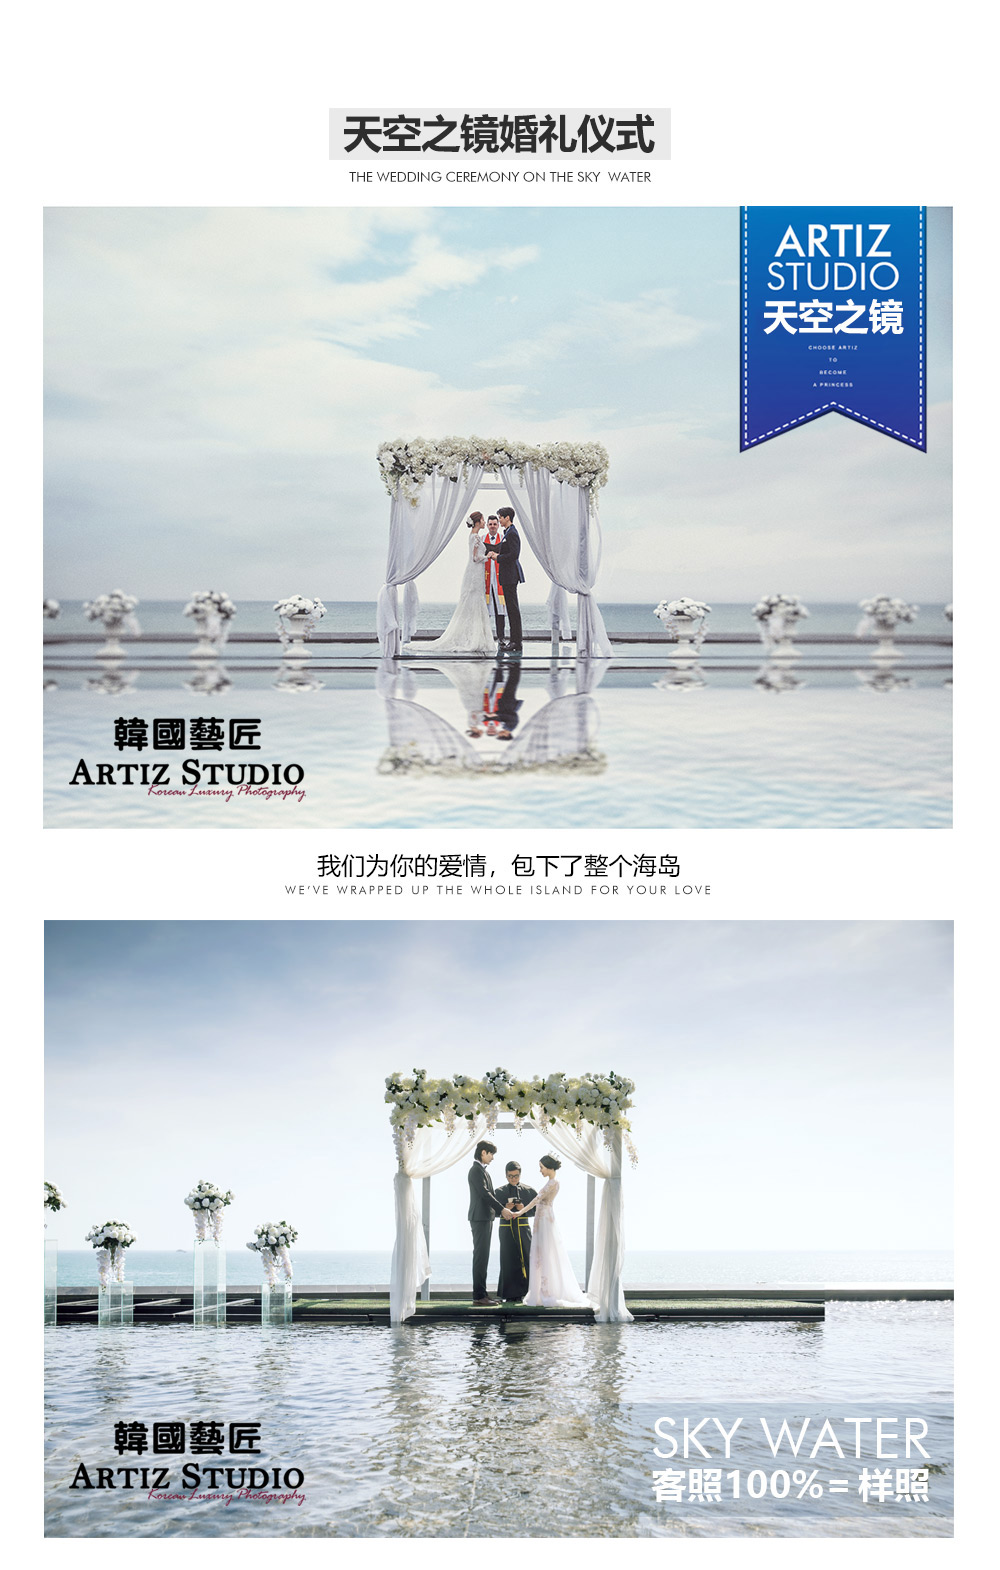 天空之镜婚礼仪式
THE WEDDING CEREMONY ON THE SKY WATER
ARTIZ
STUDIO
天空之镜
CHOOSE ARTIZ
TO
BECOME
A PRINCESS
韓國藝匠
ARTIZ STUDIO
Korean Luxury Photography
我们为你的爱情，包下了整个海岛
WE'VE WRAPPED UP THE WHOLE ISLAND FOR YOUR LOVE
韓國藝匠
ARTIZ STUDIO
Korean Luxury Photography
SKY WATER
客照100%=样照